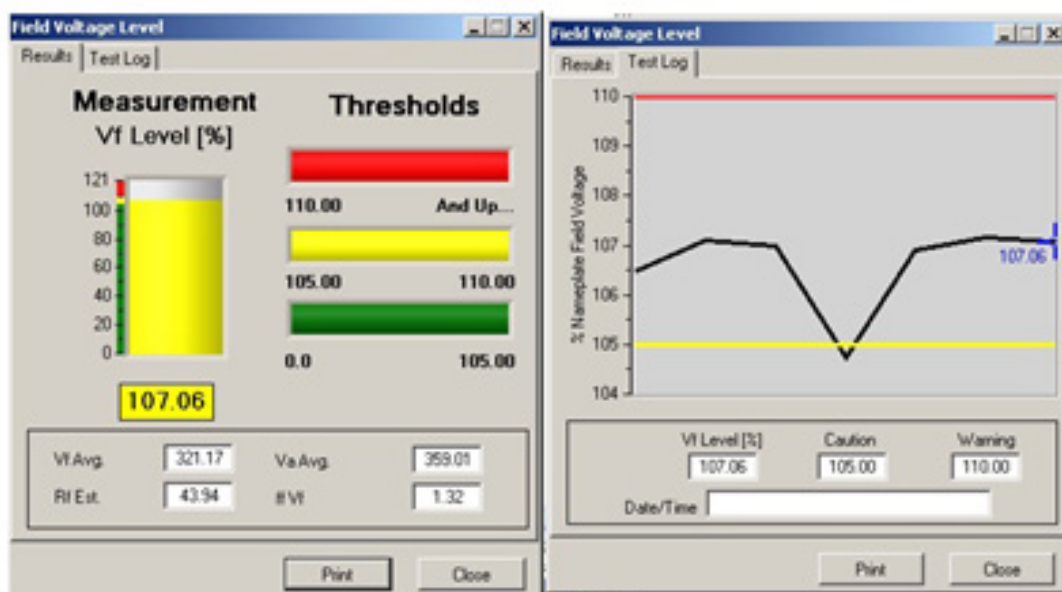 Field Voltage Level
Results Test Log
Measurement
Vf Level [%]
121
100
80
60
40
20
0
107.06
Thresholds
110.00 And Up...
105.00 110.00
0.0 105.00
Vf Avg. 321.17 Va Avg. 359.01
Rf Est. 43.94 ff Vf 1.32
Print Close
Field Voltage Level
Results Test Log
% Nameplate Field Voltage
110
109
108
107
106
105
104
107.06
Vf Level [%] Caution Warning
107.06 105.00 110.00
Date/Time
Print Close